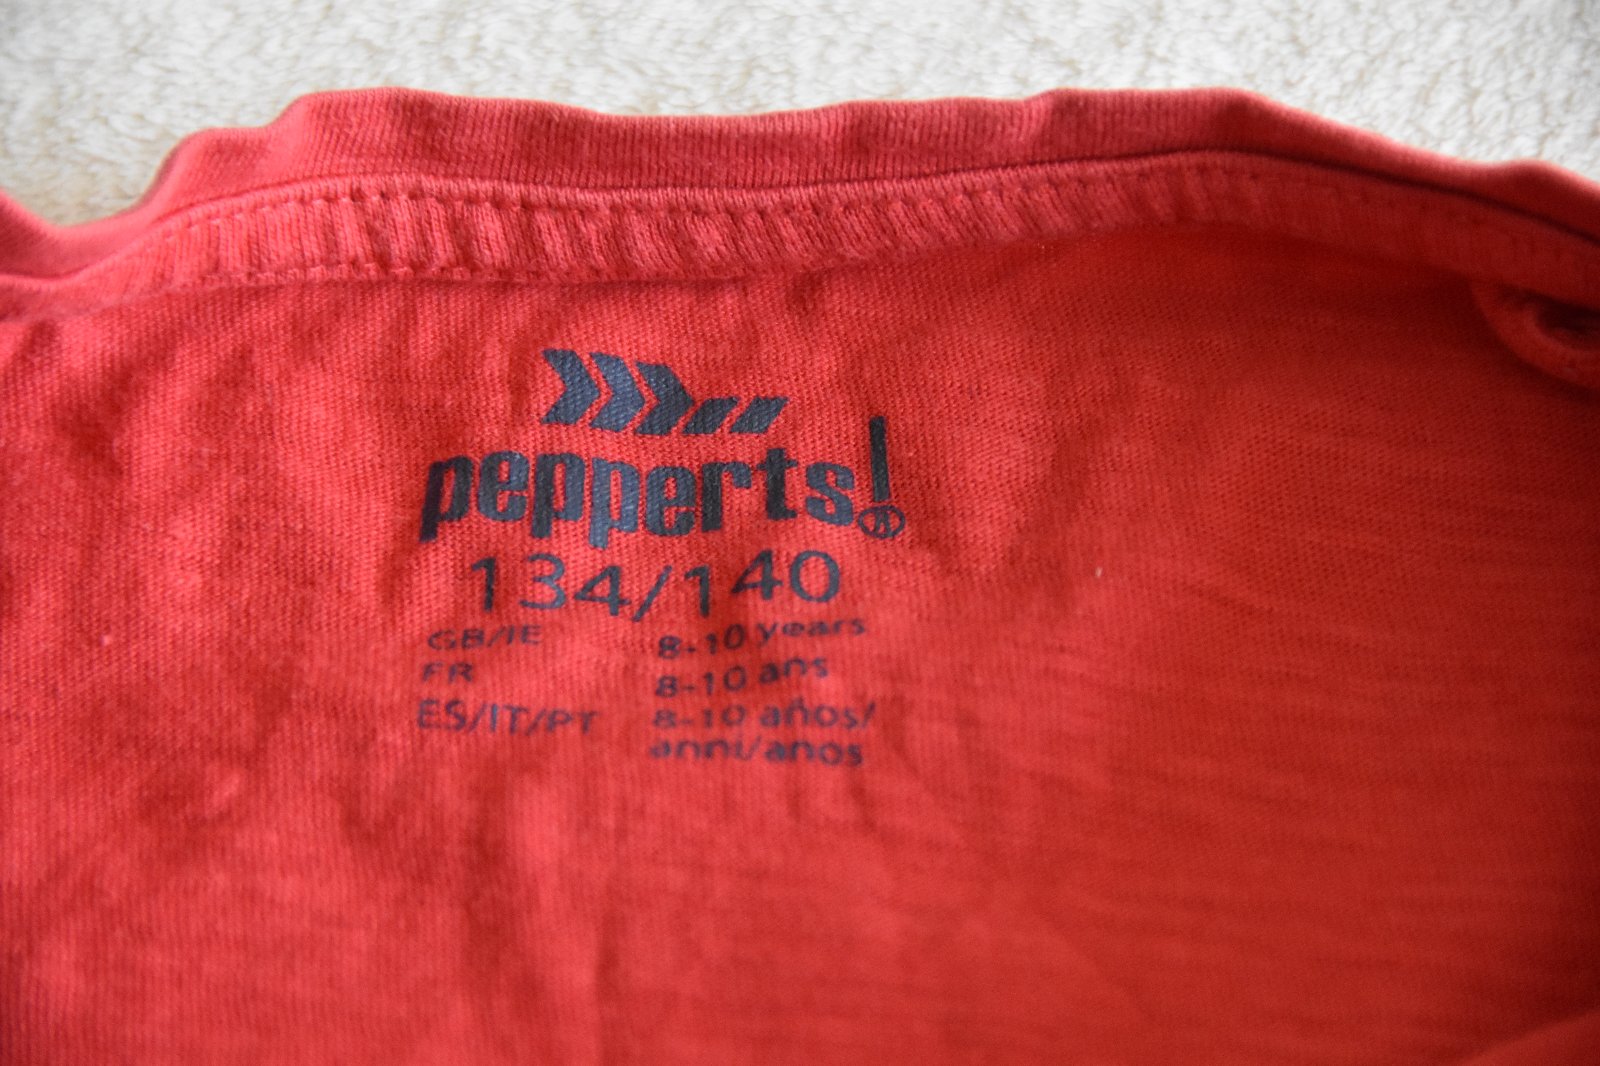 pepperts!®
134/140
GB/IE 8-10 years
FR 8-10 ans
ES/IT/PT 8-10 años/
anni/anos